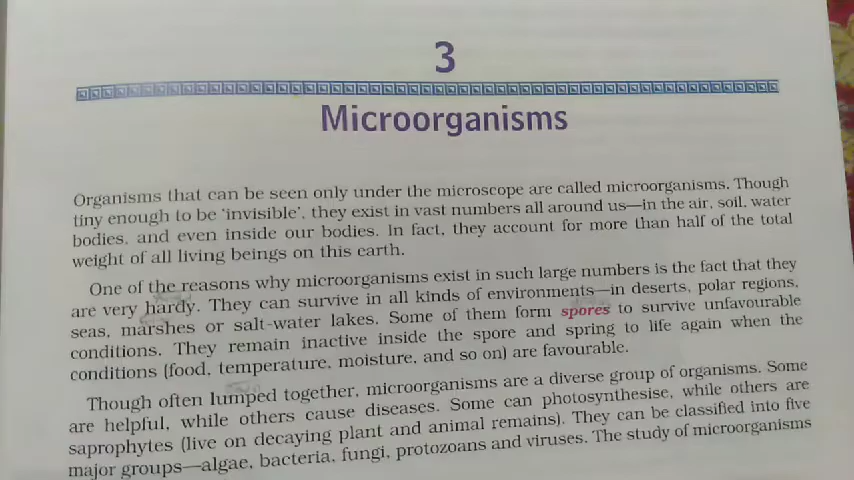 3
Microorganisms
Organisms that can be seen only under the microscope are called microorganisms. Though
tiny enough to be 'invisible', they exist in vast numbers all around us—in the air, soil, water
bodies, and even inside our bodies. In fact, they account for more than half of the total
weight of all living beings on this earth.
One of the reasons why microorganisms exist in such large numbers is the fact that they
are very hardy. They can survive in all kinds of environments—in deserts, polar regions,
seas, marshes or salt-water lakes. Some of them form spores to survive unfavourable
conditions. They remain inactive inside the spore and spring to life again when the
conditions (food, temperature, moisture, and so on) are favourable.
Though often lumped together, microorganisms are a diverse group of organisms. Some
are helpful, while others cause diseases. Some can photosynthesise, while others are
saprophytes (live on decaying plant and animal remains). They can be classified into five
major groups—algae, bacteria, fungi, protozoans and viruses. The study of microorganisms